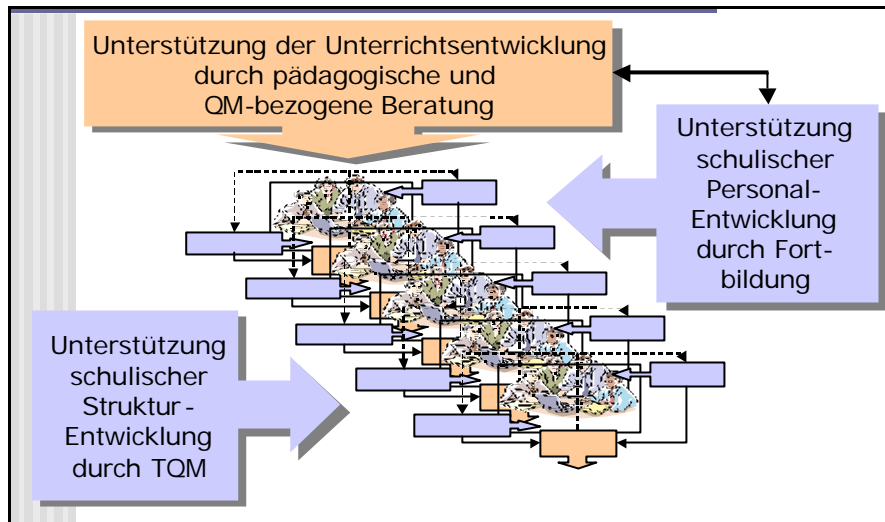 Unterstützung der Unterrichtsentwicklung
durch pädagogische und
QM-bezogene Beratung
Unterstützung
schulischer
Personal-
Entwicklung
durch Fort-
bildung
Unterstützung
schulischer
Struktur-
Entwicklung
durch TQM